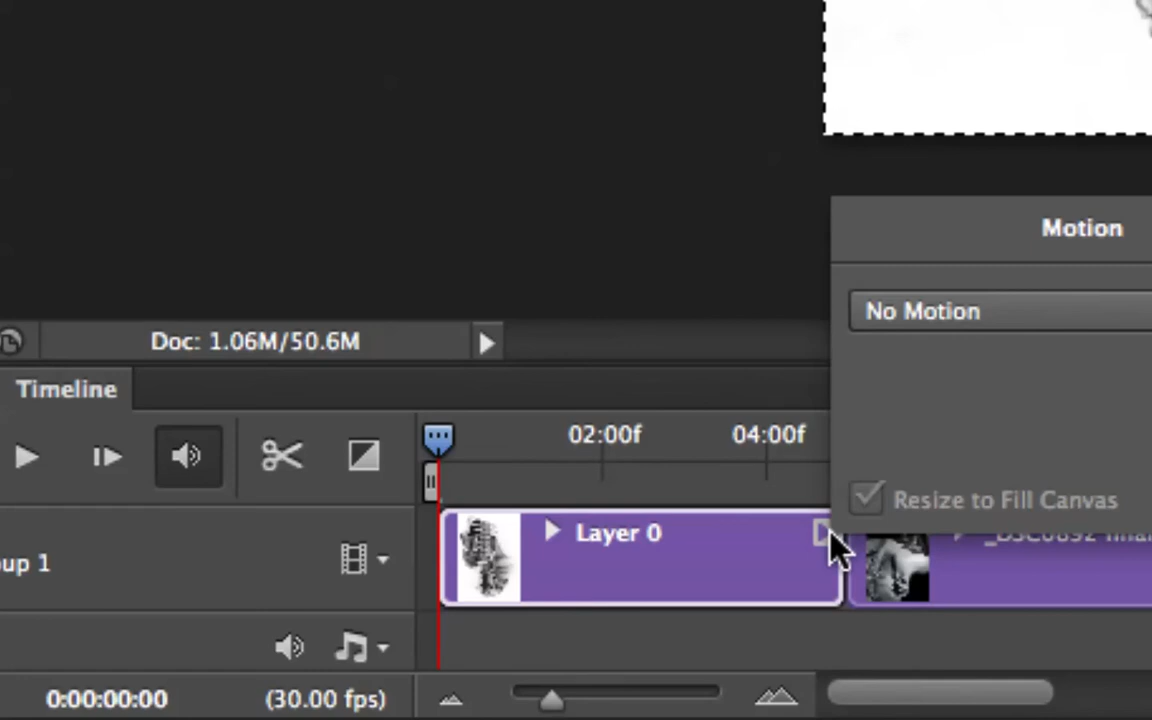 Motion
No Motion
Doc: 1.06M/50.6M
Timeline
02:00f
04:00f
Resize to Fill Canvas
Layer 0
oup 1
0:00:00:00
(30.00 fps)